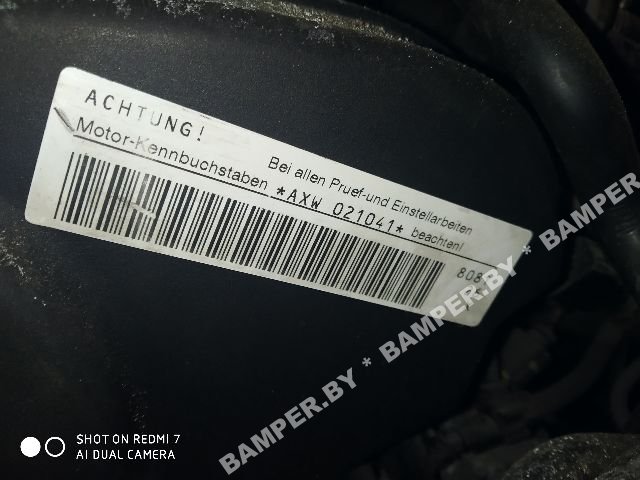 ACHTUNG!
Bei allen Pruef-und Einstellarbeiten
Motor-Kennbuchstaben *AXW 021041* beachten!
808
BAMPER.BY * BAMPER.BY * BAMPER.BY
SHOT ON REDMI 7
AI DUAL CAMERA